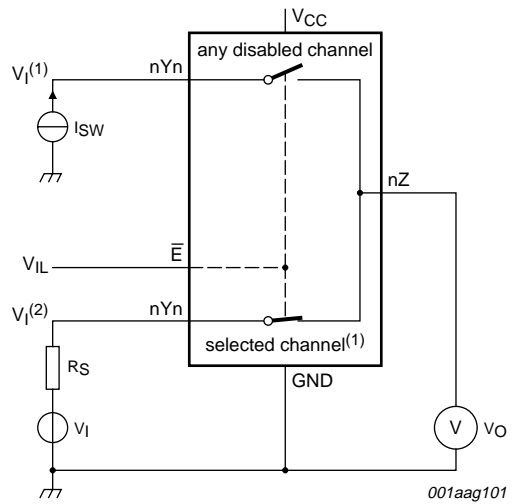 VCC
any disabled channel
VI(1)
nYn
ISW
nZ
E
VIL
VI(2)
nYn
selected channel(1)
RS
GND
VI
V
VO
001aag101